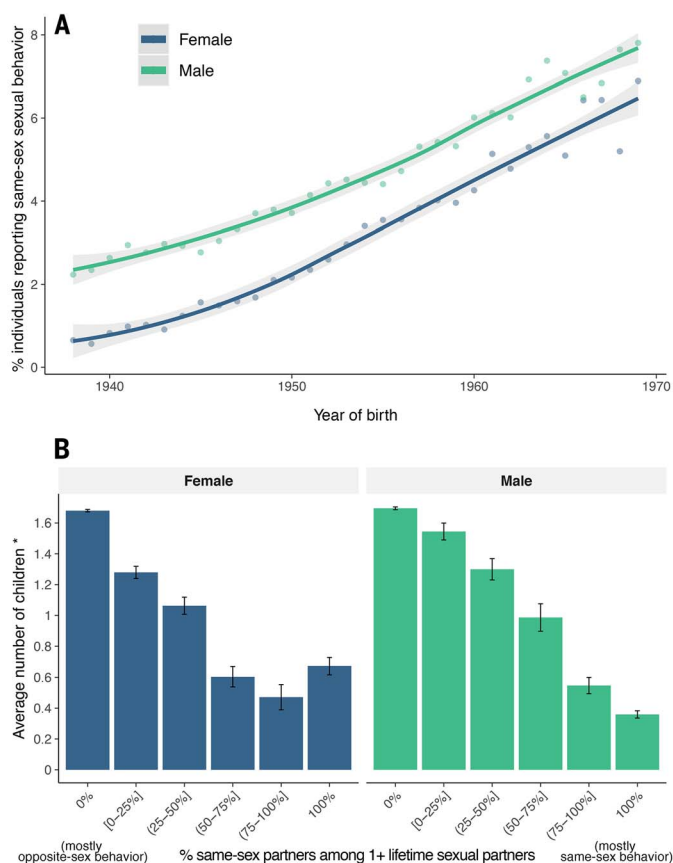 A
Female
Male
% individuals reporting same-sex sexual behavior
8
6
4
2
0
1940 1950 1960 1970
Year of birth
B
Female Male
Average number of children *
1.6
1.4
1.2
1
0.8
0.6
0.4
0.2
0
0% [0–25%] (25–50%] (50–75%] (75–100%] 100% 0% [0–25%] (25–50%] (50–75%] (75–100%] 100%
(mostly opposite-sex behavior) % same-sex partners among 1+ lifetime sexual partners (mostly same-sex behavior)